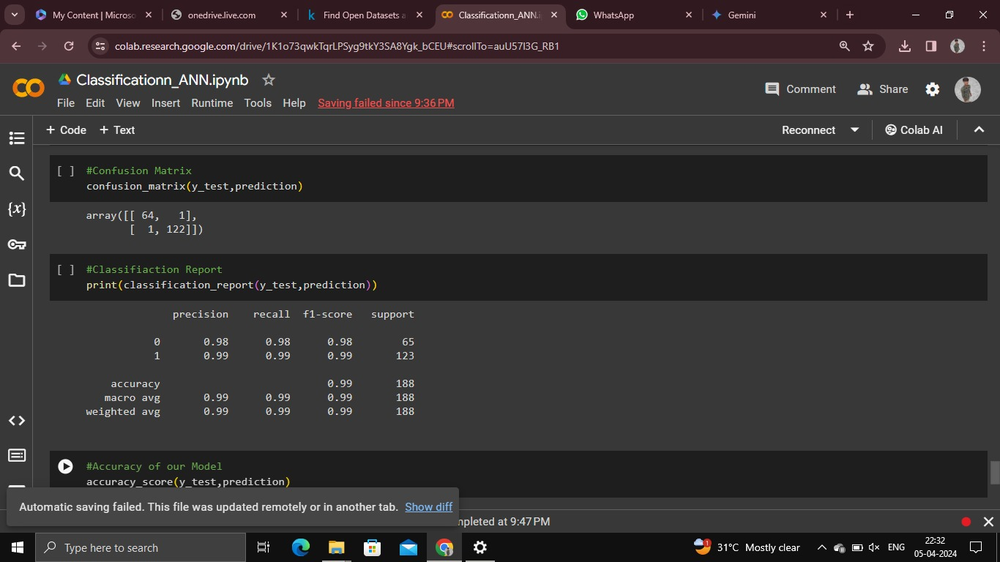 My Content | Microso
onedrive.live.com
Find Open Datasets a
Classificationn_ANN.i
WhatsApp
Gemini
colab.research.google.com/drive/1K1o73qwkTqrLPSyg9tkY3SA8Ygk_bCEU#scrollTo=auU57I3G_RB1
Classificationn_ANN.ipynb
Comment
Share
File Edit View Insert Runtime Tools Help Saving failed since 9:36 PM
+ Code + Text
Reconnect
Colab AI
[ ] #Confusion Matrix
confusion_matrix(y_test,prediction)
array([[ 64,   1],
[  1, 122]])
[ ] #Classifiaction Report
print(classification_report(y_test,prediction))
precision recall f1-score support
0 0.98 0.98 0.98 65
1 0.99 0.99 0.99 123
accuracy 0.99 188
macro avg 0.99 0.99 0.99 188
weighted avg 0.99 0.99 0.99 188
#Accuracy of our Model
accuracy_score(y_test,prediction)
Automatic saving failed. This file was updated remotely or in another tab. Show diff
mpleted at 9:47 PM
Type here to search
1
31°C Mostly clear
ENG
22:32
05-04-2024